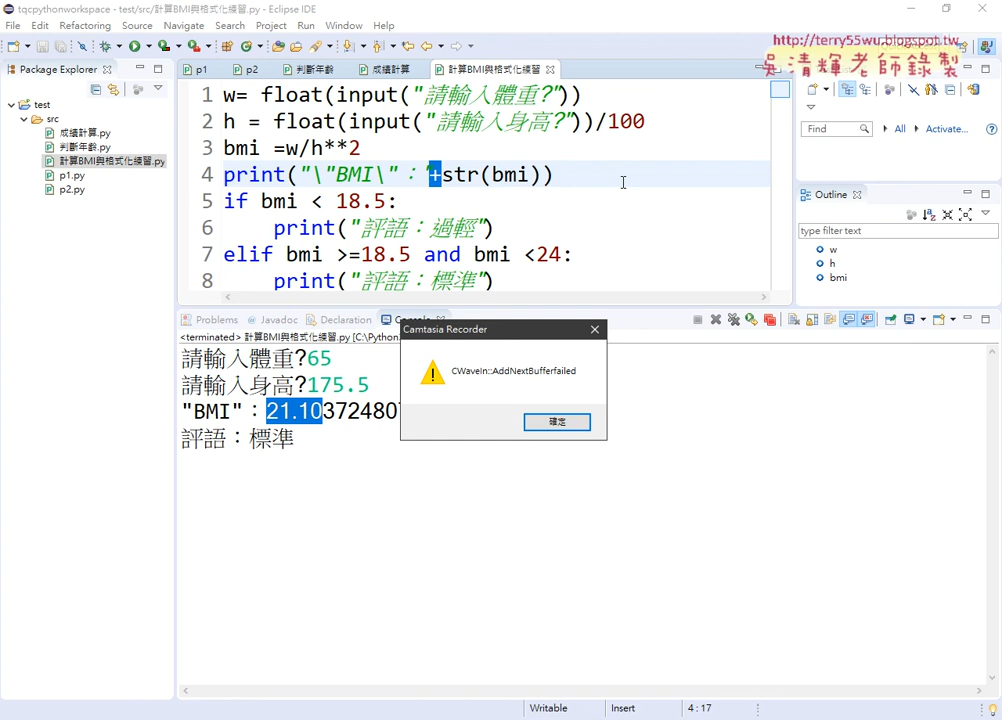 tqcpythonworkspace - test/src/計算BMI與格式化練習.py - Eclipse IDE
File Edit Refactoring Source Navigate Search Project Run Window Help
http://terry55wu.blogspot.tw
吳清輝老師錄製
Package Explorer
p1 p2 判斷年齡 成績計算 計算BMI與格式化練習
test
src
成績計算.py
判斷年齡.py
計算BMI與格式化練習.py
p1.py
p2.py
1 w= float(input("請輸入體重?"))
2 h = float(input("請輸入身高?"))/100
3 bmi =w/h**2
4 print("\"BMI\"："+str(bmi))
5 if bmi < 18.5:
6 print("評語：過輕")
7 elif bmi >=18.5 and bmi <24:
8 print("評語：標準")
Find All Activate...
Outline
type filter text
w
h
bmi
Problems Javadoc Declaration Console
<terminated> 計算BMI與格式化練習.py [C:\Python
請輸入體重?65
請輸入身高?175.5
"BMI"：21.1037248
評語：標準
Camtasia Recorder
CWaveIn::AddNextBufferfailed
確定
Writable Insert 4 : 17